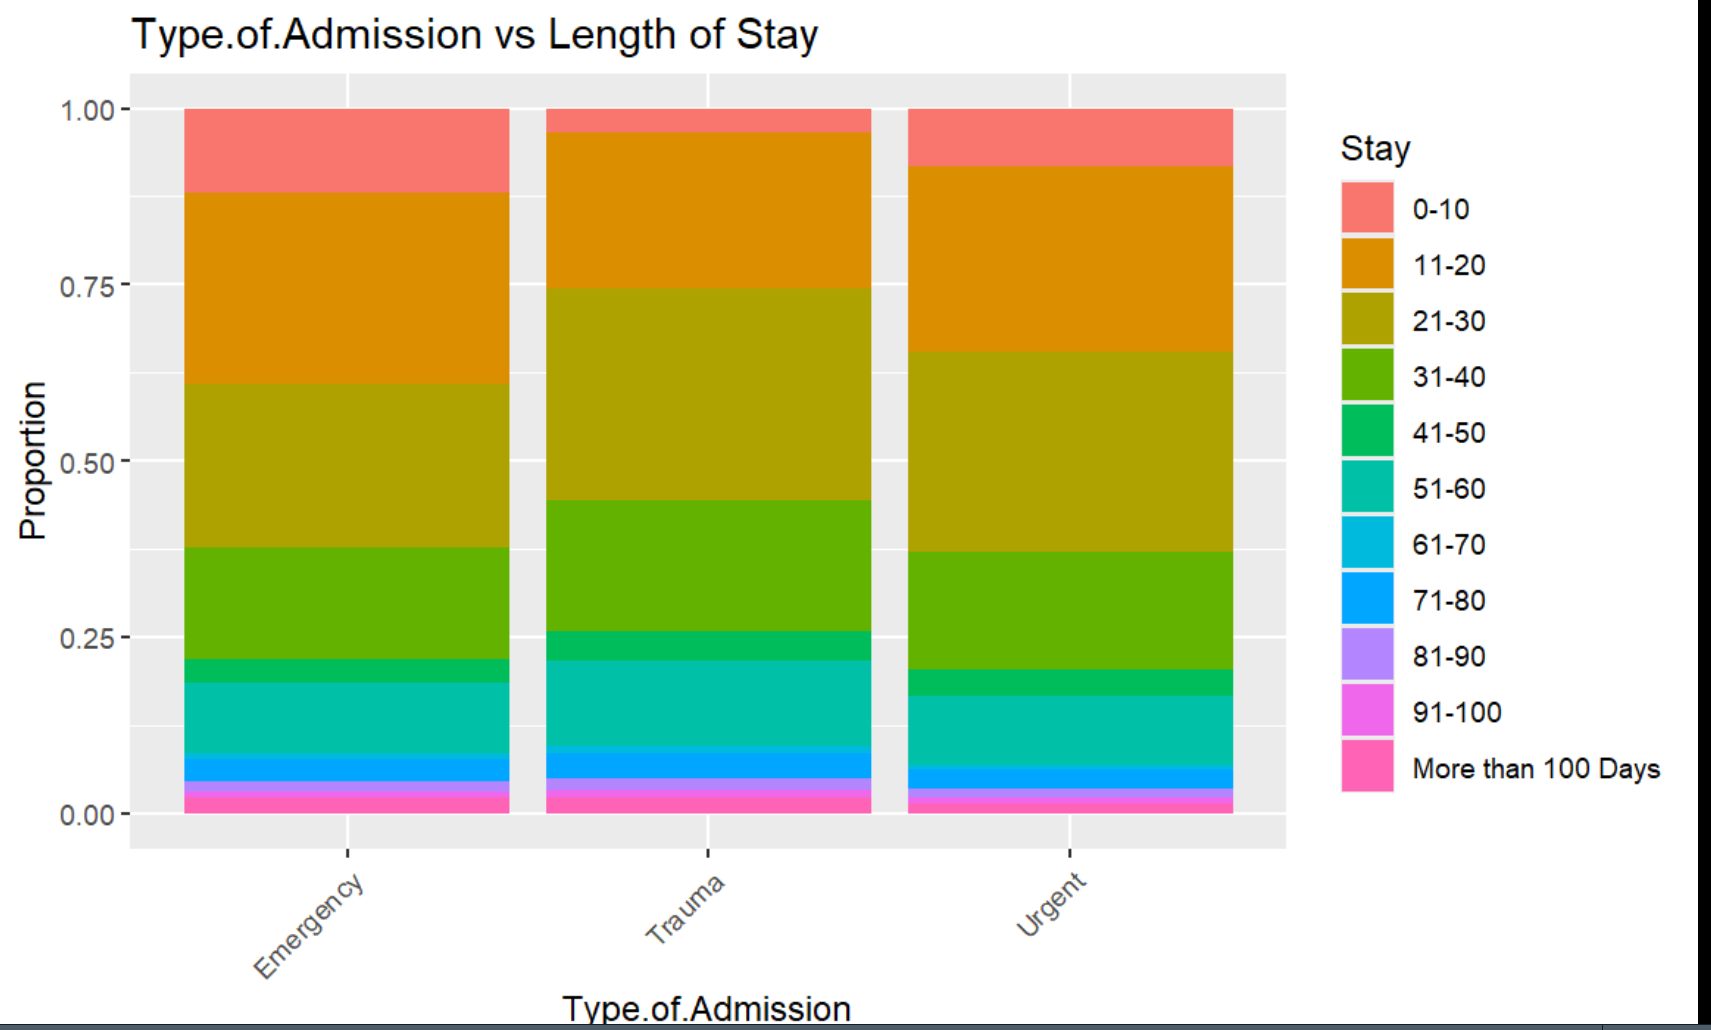 Type.of.Admission vs Length of Stay
Proportion
1.00
0.75
0.50
0.25
0.00
Emergency
Trauma
Urgent
Type.of.Admission
Stay
0-10
11-20
21-30
31-40
41-50
51-60
61-70
71-80
81-90
91-100
More than 100 Days